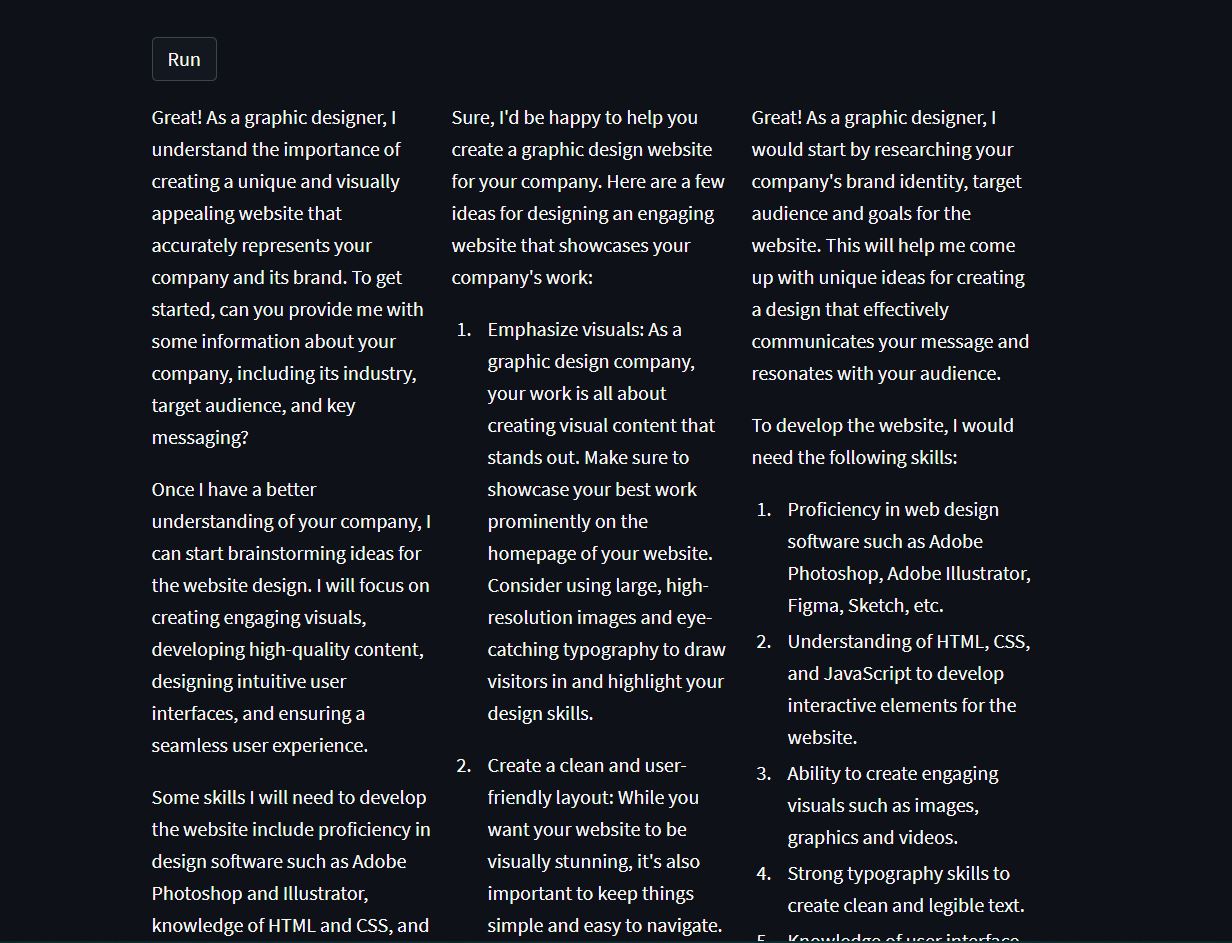 Run
Great! As a graphic designer, I
understand the importance of
creating a unique and visually
appealing website that
accurately represents your
company and its brand. To get
started, can you provide me with
some information about your
company, including its industry,
target audience, and key
messaging?
Once I have a better
understanding of your company, I
can start brainstorming ideas for
the website design. I will focus on
creating engaging visuals,
developing high-quality content,
designing intuitive user
interfaces, and ensuring a
seamless user experience.
Some skills I will need to develop
the website include proficiency in
design software such as Adobe
Photoshop and Illustrator,
knowledge of HTML and CSS, and
Sure, I'd be happy to help you
create a graphic design website
for your company. Here are a few
ideas for designing an engaging
website that showcases your
company's work:
1. Emphasize visuals: As a
graphic design company,
your work is all about
creating visual content that
stands out. Make sure to
showcase your best work
prominently on the
homepage of your website.
Consider using large, high-
resolution images and eye-
catching typography to draw
visitors in and highlight your
design skills.
2. Create a clean and user-
friendly layout: While you
want your website to be
visually stunning, it's also
important to keep things
simple and easy to navigate.
Great! As a graphic designer, I
would start by researching your
company's brand identity, target
audience and goals for the
website. This will help me come
up with unique ideas for creating
a design that effectively
communicates your message and
resonates with your audience.
To develop the website, I would
need the following skills:
1. Proficiency in web design
software such as Adobe
Photoshop, Adobe Illustrator,
Figma, Sketch, etc.
2. Understanding of HTML, CSS,
and JavaScript to develop
interactive elements for the
website.
3. Ability to create engaging
visuals such as images,
graphics and videos.
4. Strong typography skills to
create clean and legible text.
5. Knowledge of user interface